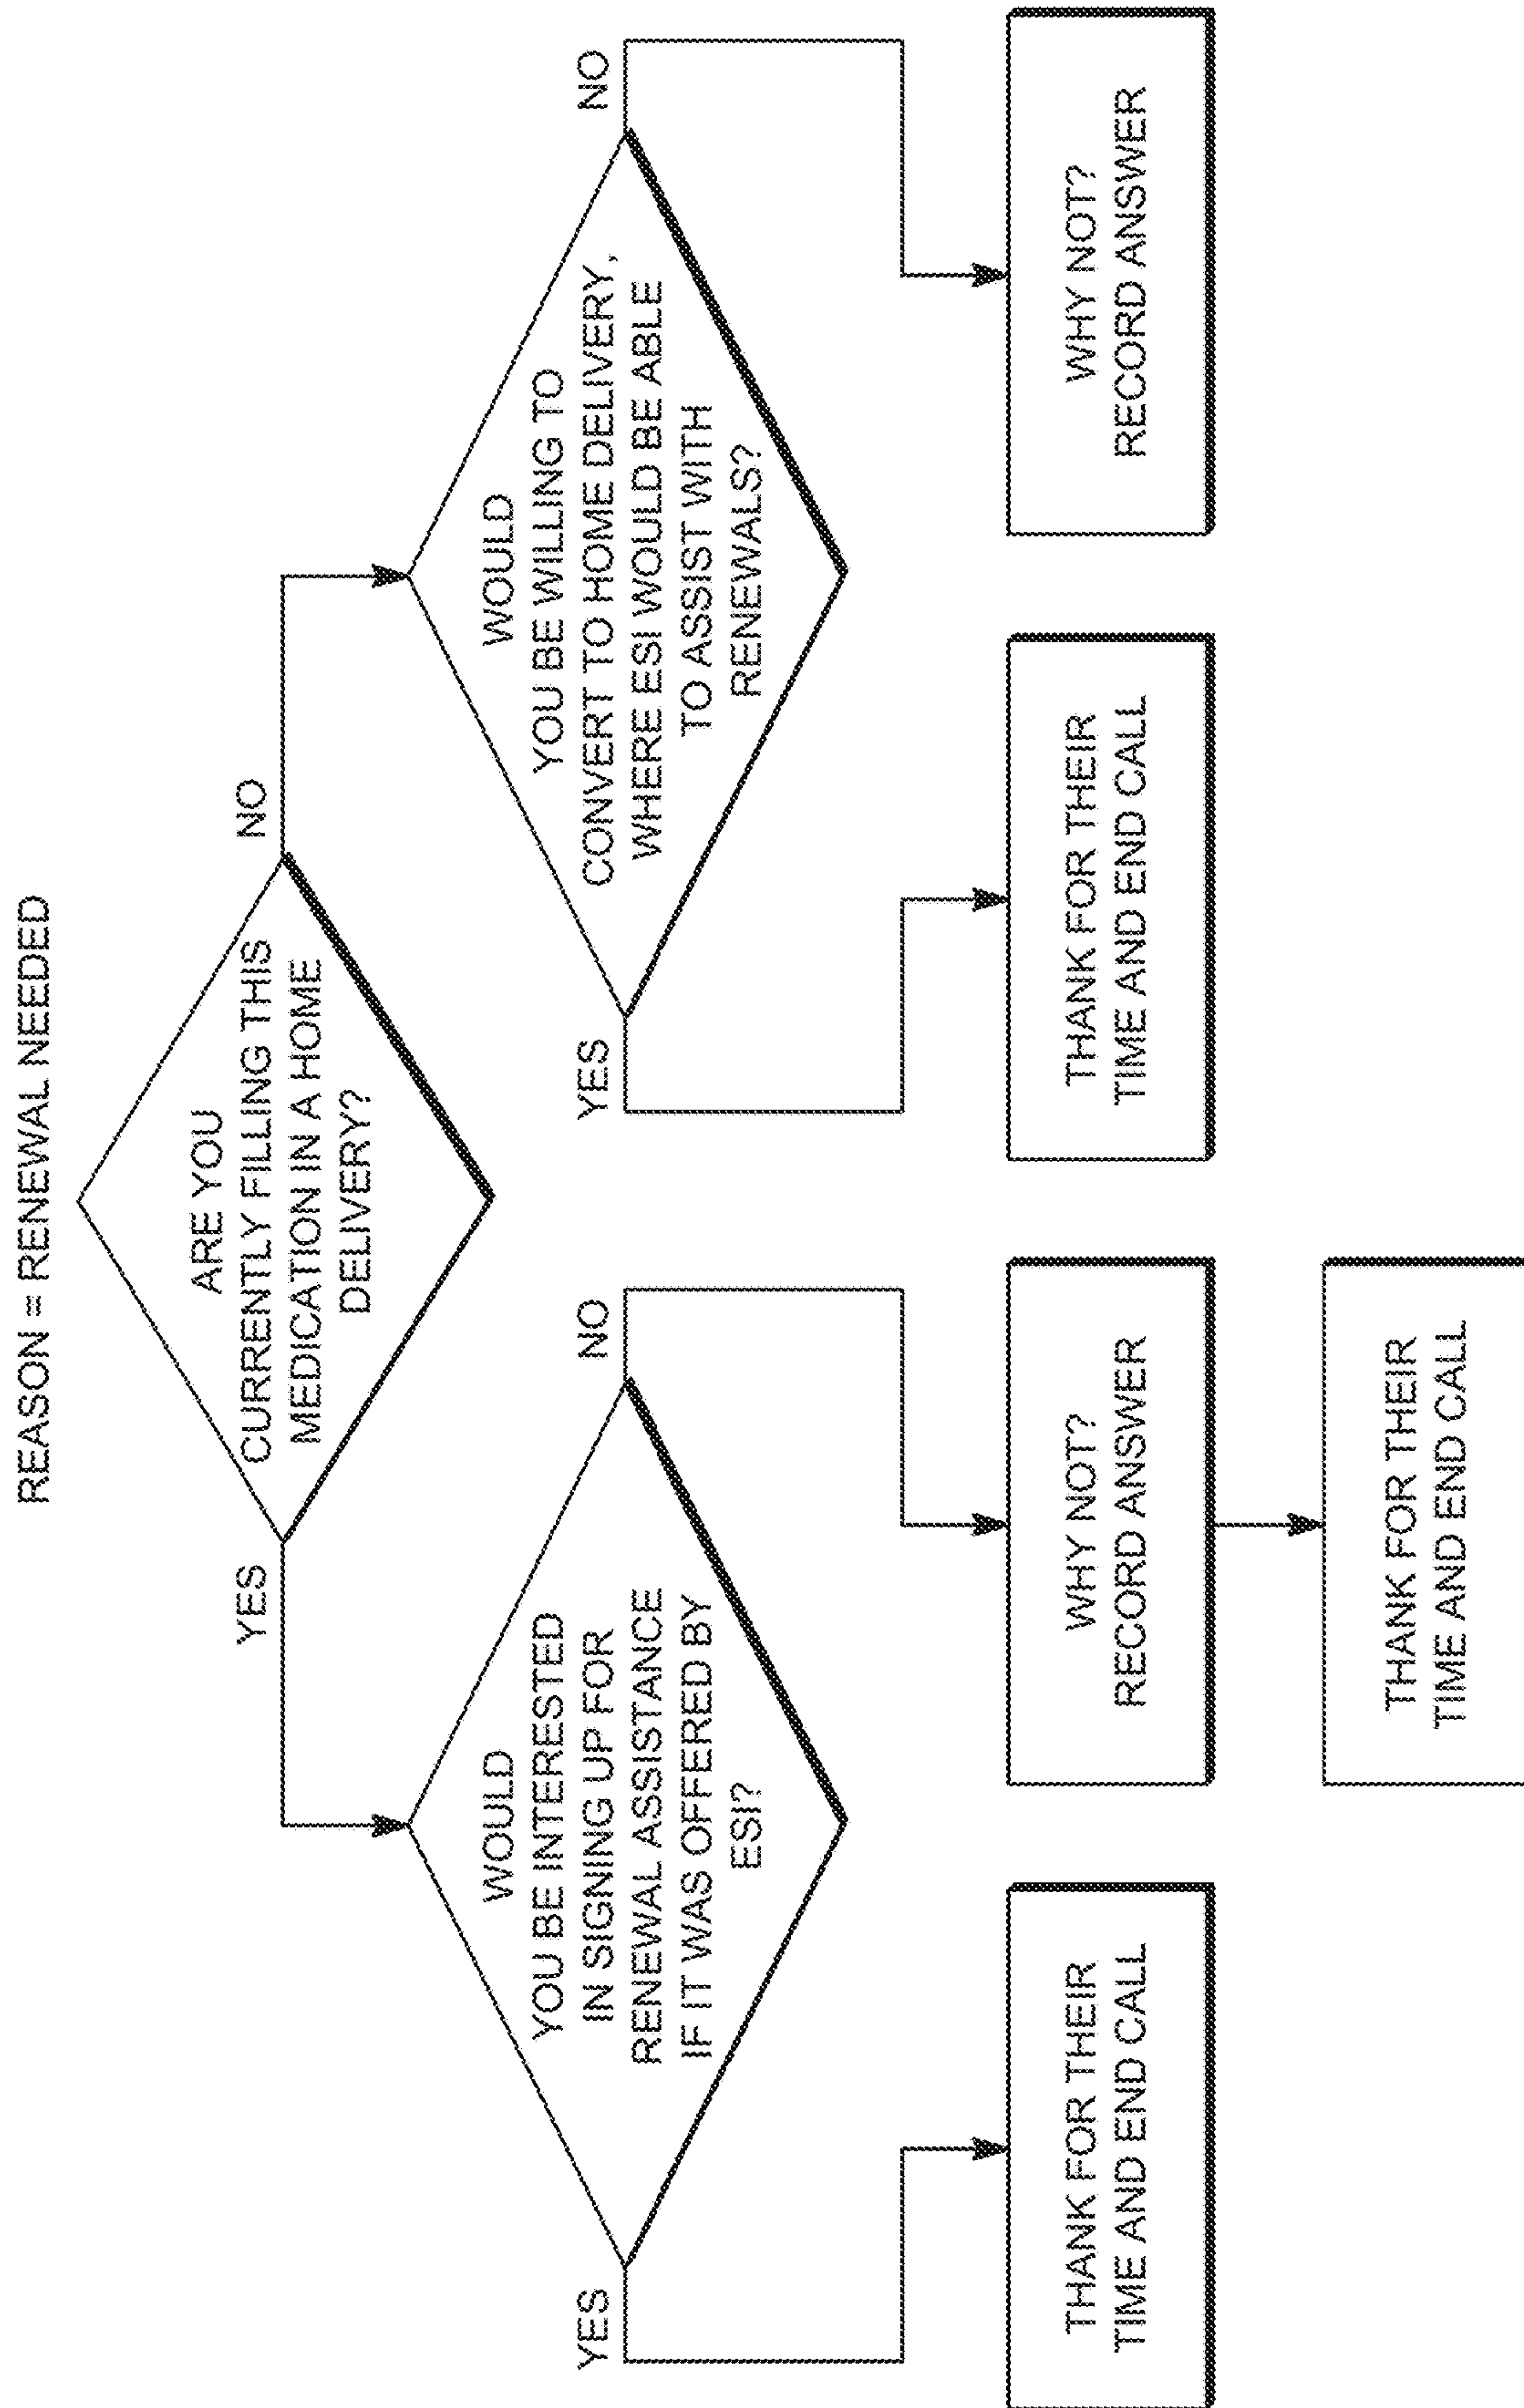 REASON = RENEWAL NEEDED
ARE YOU
CURRENTLY FILLING THIS
MEDICATION IN A HOME
DELIVERY?
YES
NO
WOULD
YOU BE INTERESTED
IN SIGNING UP FOR
RENEWAL ASSISTANCE
IF IT WAS OFFERED BY
ESI?
YES
NO
WOULD
YOU BE WILLING TO
CONVERT TO HOME DELIVERY,
WHERE ESI WOULD BE ABLE
TO ASSIST WITH
RENEWALS?
YES
NO
THANK FOR THEIR
TIME AND END CALL
WHY NOT?
RECORD ANSWER
THANK FOR THEIR
TIME AND END CALL
WHY NOT?
RECORD ANSWER
THANK FOR THEIR
TIME AND END CALL